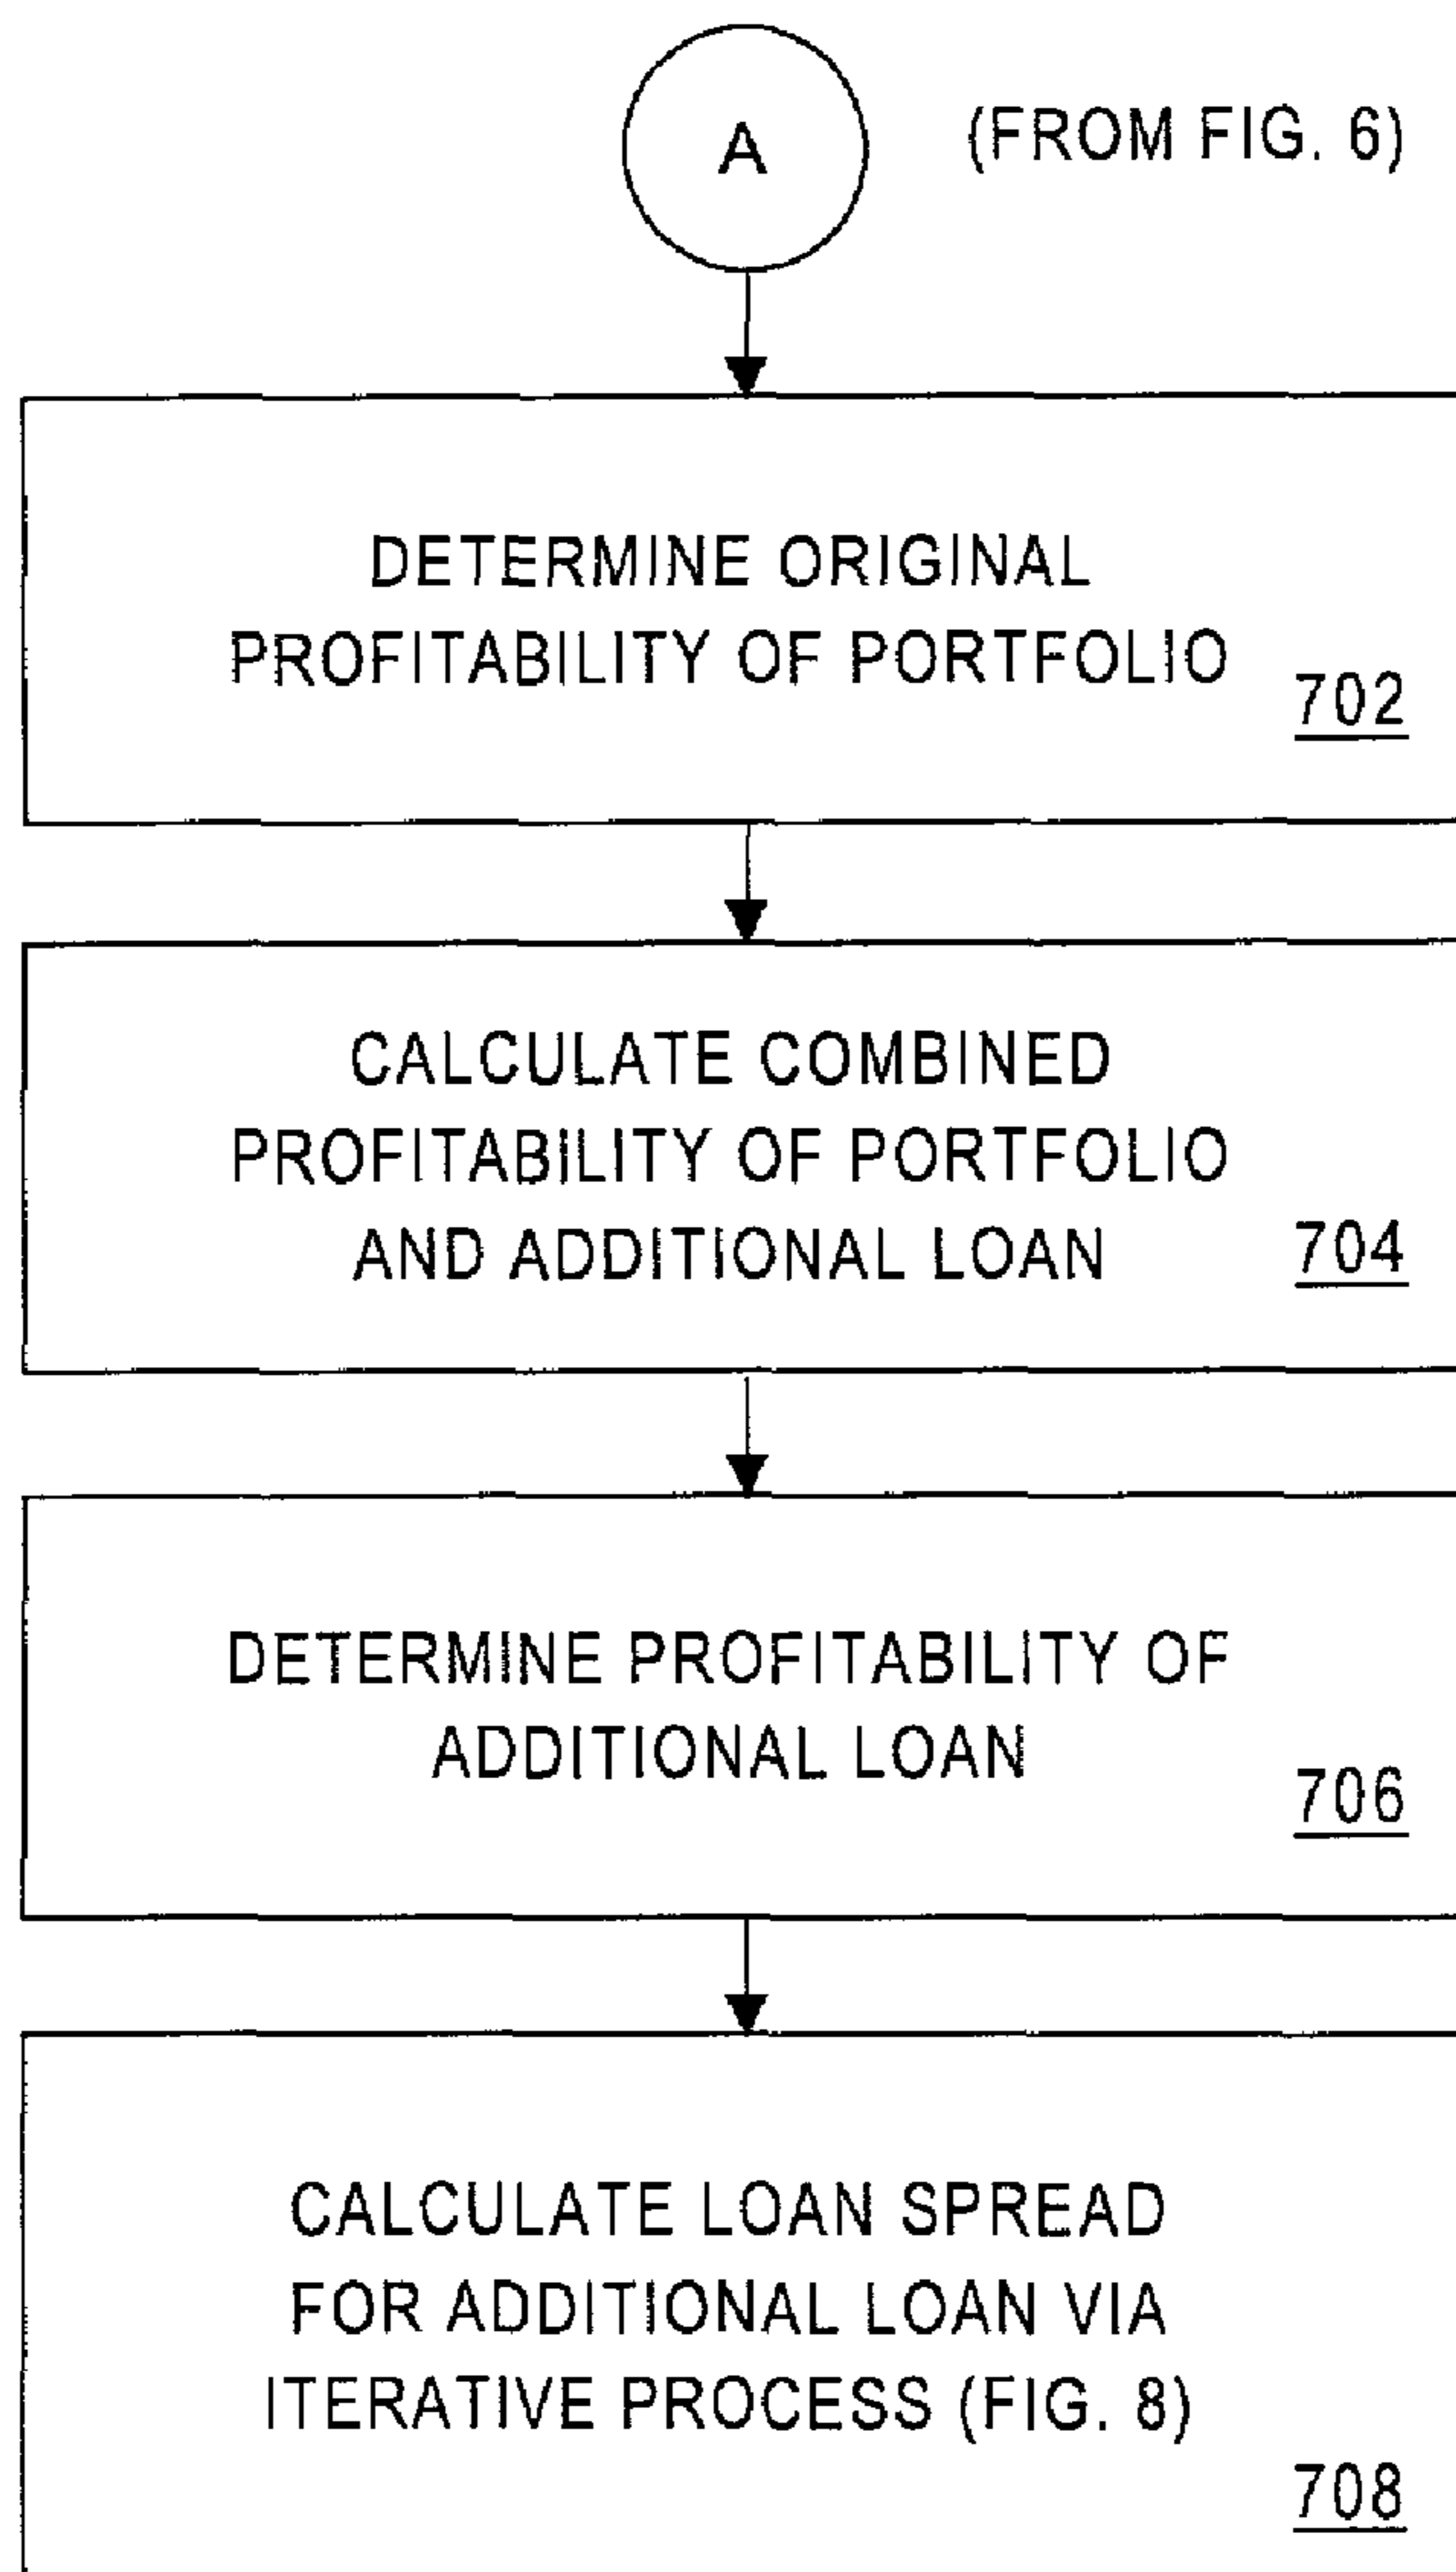 A
(FROM FIG. 6)
DETERMINE ORIGINAL
PROFITABILITY OF PORTFOLIO
702
CALCULATE COMBINED
PROFITABILITY OF PORTFOLIO
AND ADDITIONAL LOAN
704
DETERMINE PROFITABILITY OF
ADDITIONAL LOAN
706
CALCULATE LOAN SPREAD
FOR ADDITIONAL LOAN VIA
ITERATIVE PROCESS (FIG. 8)
708